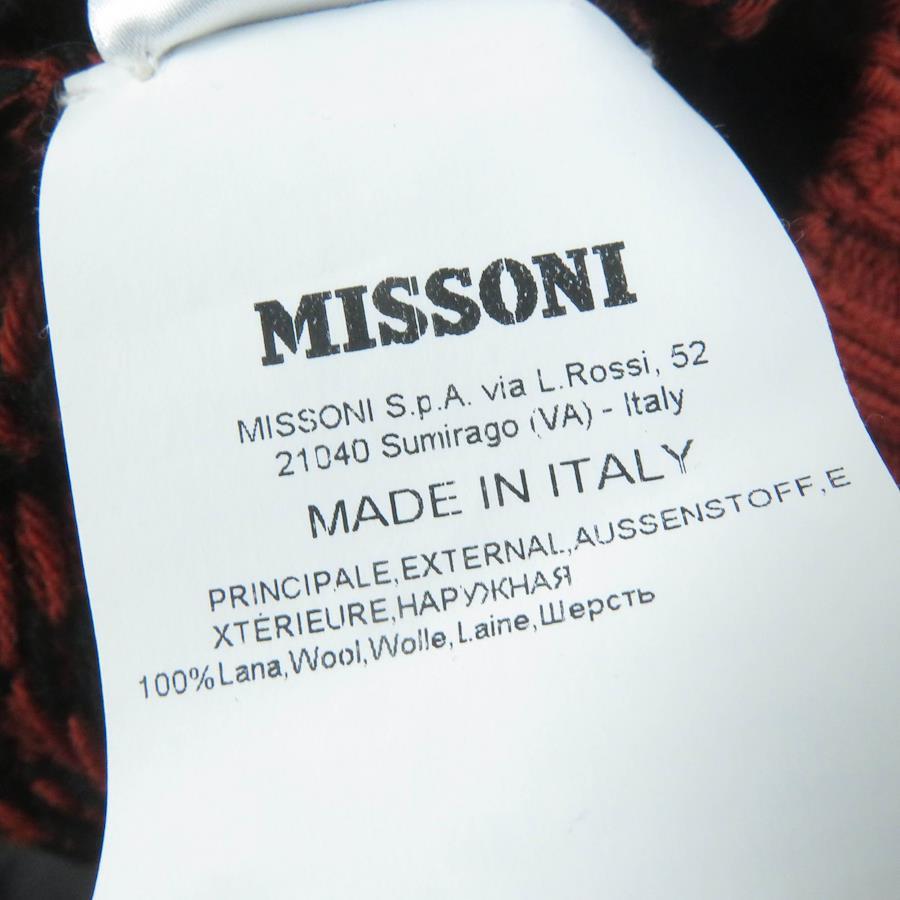 MISSONI
MISSONI S.p.A. via L.Rossi, 52
21040 Sumirago (VA) - Italy
MADE IN ITALY
PRINCIPALE,EXTERNAL,AUSSENSTOFF,E
XTÉRIEURE,НАРУЖНАЯ
100%Lana,Wool,Wolle,Laine,Шерсть